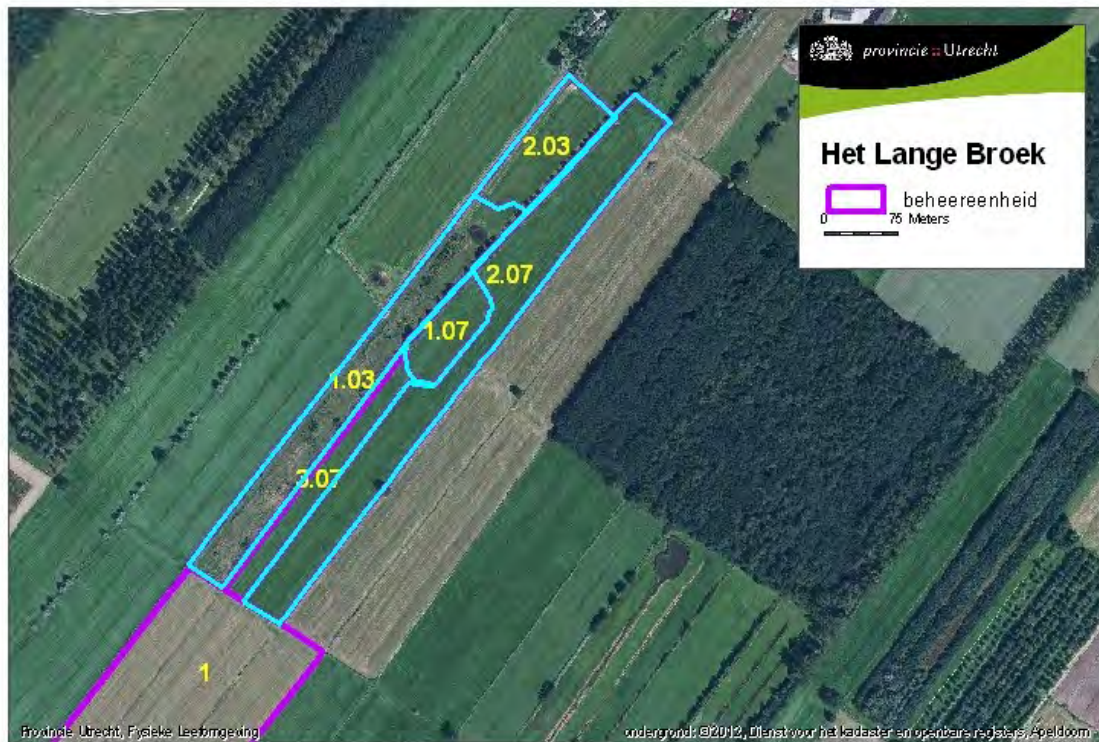 provincie :: Utrecht
Het Lange Broek
beheereenheid
0 75 Meters
2.03
2.07
1.07
1.03
3.07
1
Provincie Utrecht, Fysieke Leefomgeving
ondergrond: ©2012, Dienst voor het kadaster en openbare registers, Apeldoorn